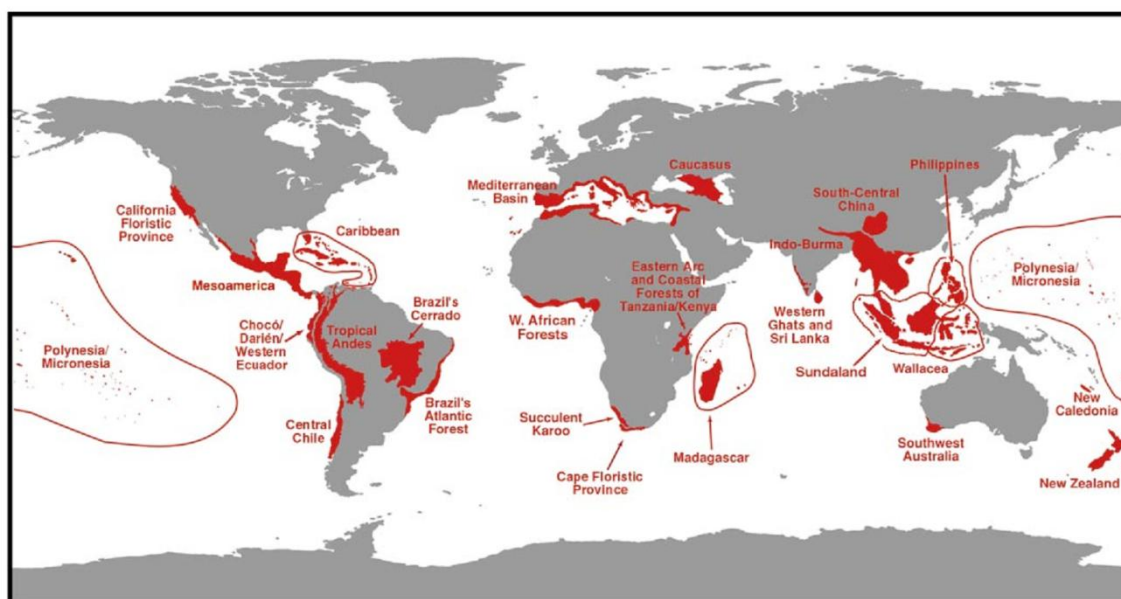 Caucasus
Philippines
Mediterranean
Basin
South-Central
China
California
Floristic
Province
Caribbean
Indo-Burma
Polynesia/
Micronesia
Mesoamerica
Eastern Arc
and Coastal
Forests of
Tanzania/Kenya
Brazil's
Cerrado
W. African
Forests
Western
Ghats and
Sri Lanka
Chocó/
Darién/
Western
Ecuador
Tropical
Andes
Polynesia/
Micronesia
Sundaland
Wallacea
New
Caledonia
Brazil's
Atlantic
Forest
Central
Chile
Succulent
Karoo
Madagascar
Southwest
Australia
Cape Floristic
Province
New Zealand